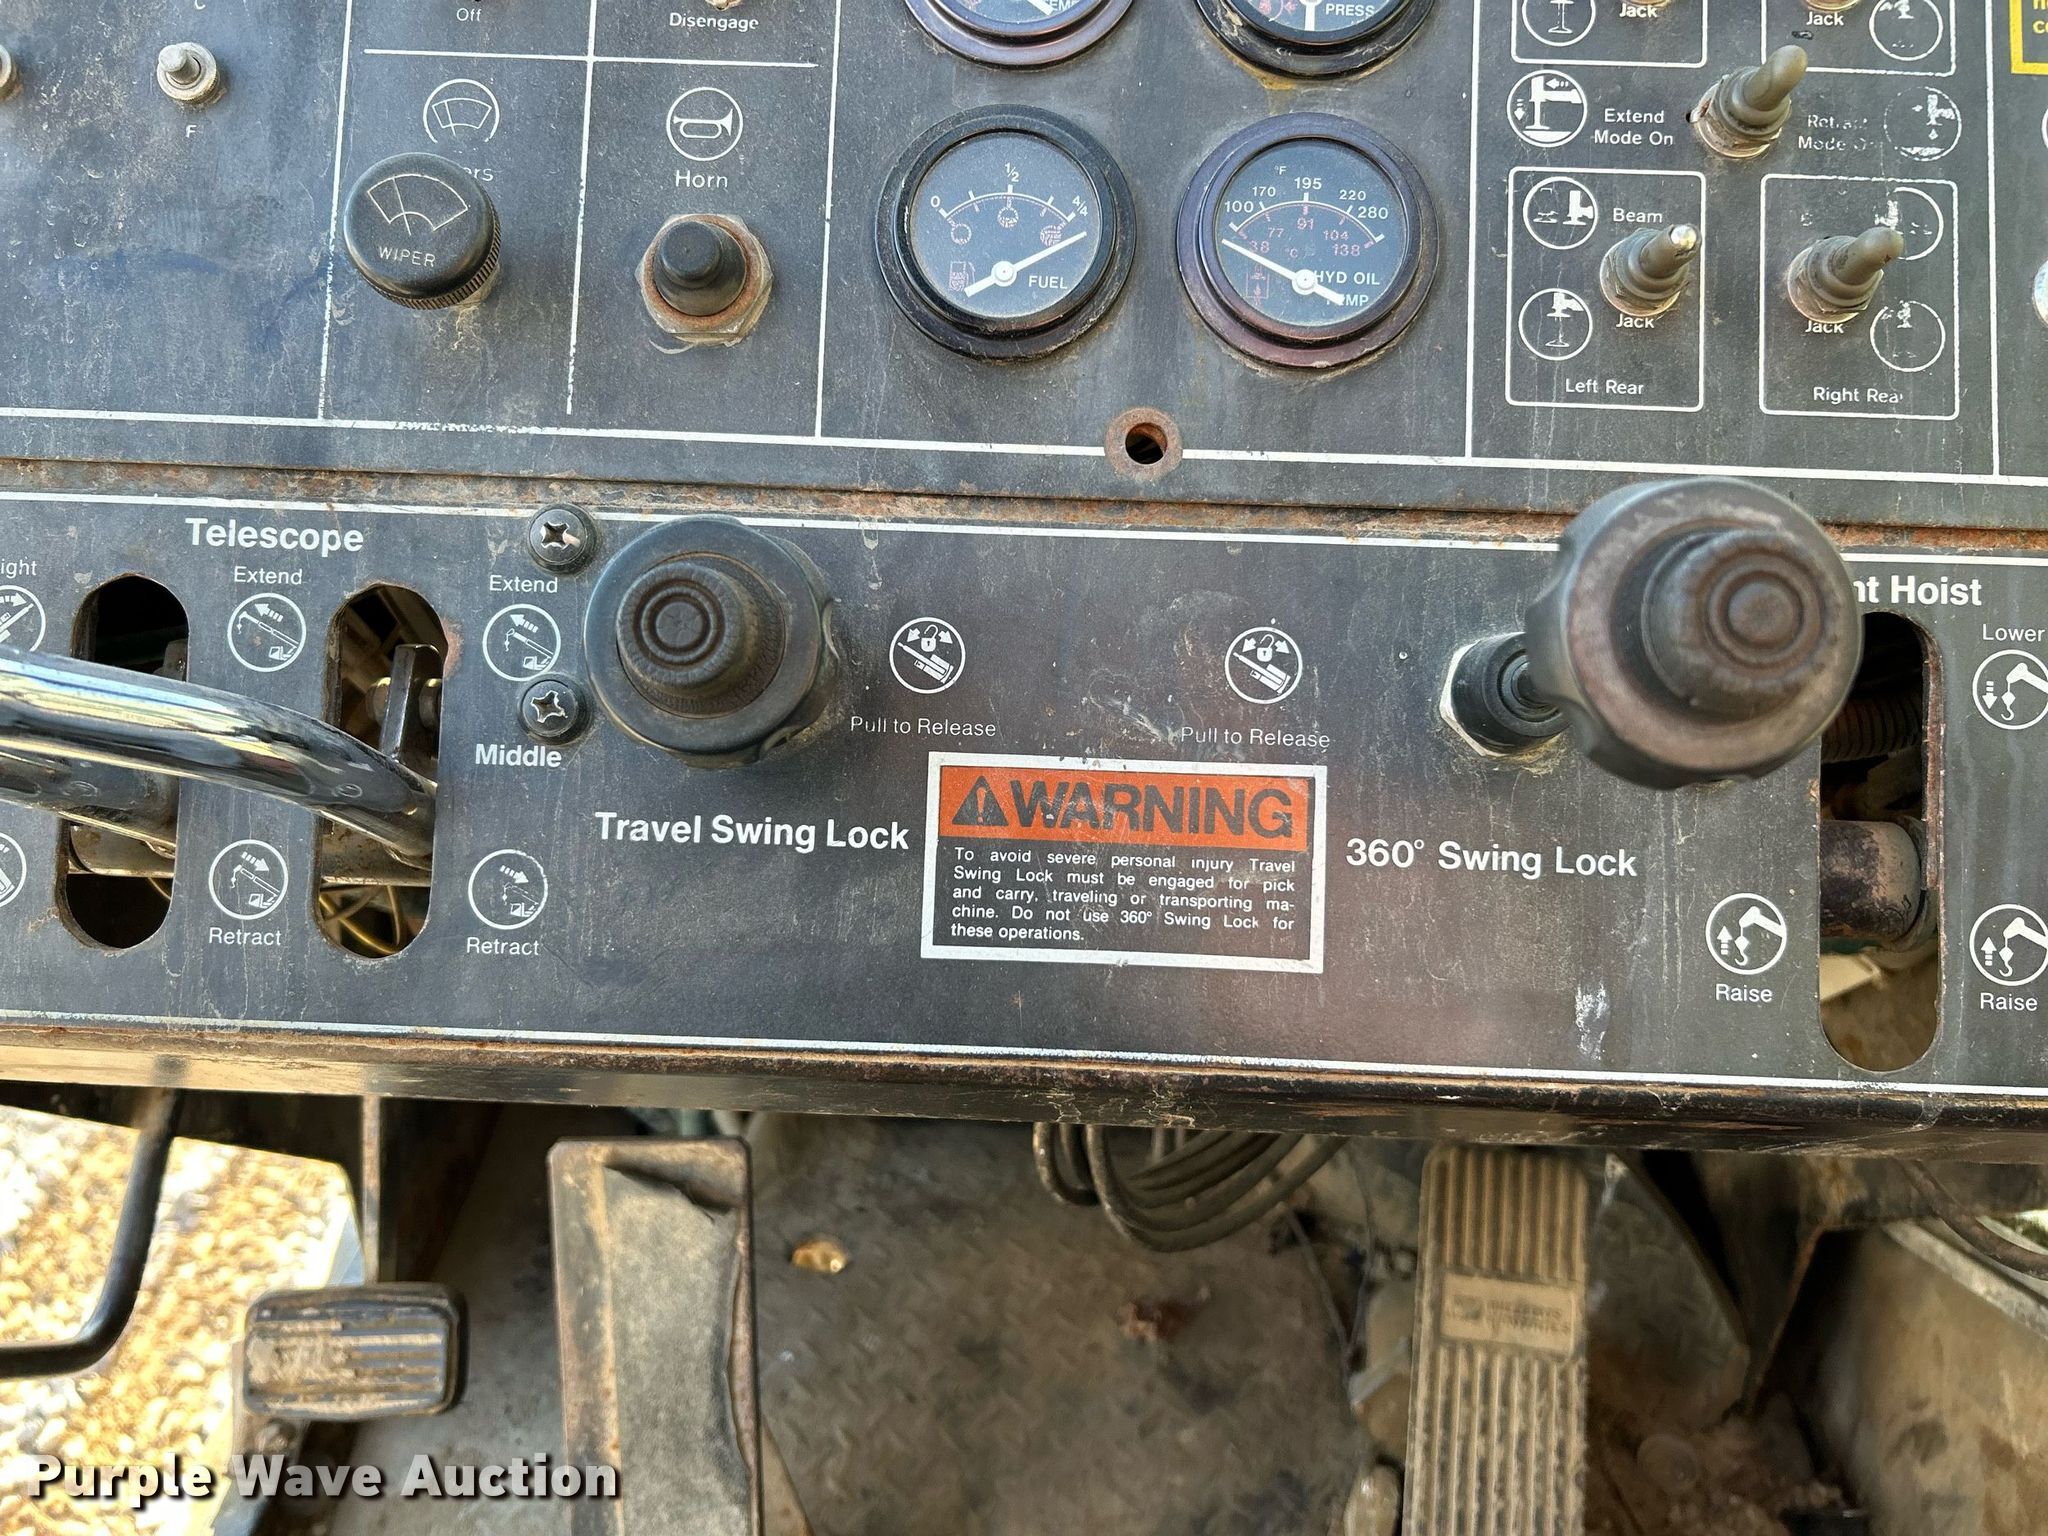 Off
Disengage
TEMP
PRESS
Jack
Jack
F
Horn
WIPER
0 1/2 4/4
FUEL
°F
100 170 195 220 280
38 77 91 104 138
°C
HYD OIL
TEMP
Extend
Mode On
Beam
Jack
Left Rear
Jack
Right Rear
Telescope
Extend
Extend
Middle
Retract
Retract
Pull to Release
Pull to Release
Travel Swing Lock
360° Swing Lock
WARNING
To avoid severe personal injury Travel
Swing Lock must be engaged for pick
and carry, traveling or transporting ma-
chine. Do not use 360° Swing Lock for
these operations.
Hoist
Lower
Raise
Raise
Purple Wave Auction